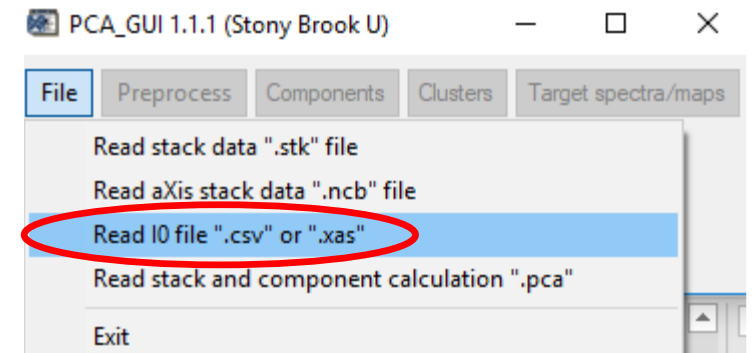 PCA_GUI 1.1.1 (Stony Brook U)
File Preprocess Components Clusters Target spectra/maps
Read stack data ".stk" file
Read aXis stack data ".ncb" file
Read I0 file ".csv" or ".xas"
Read stack and component calculation ".pca"
Exit